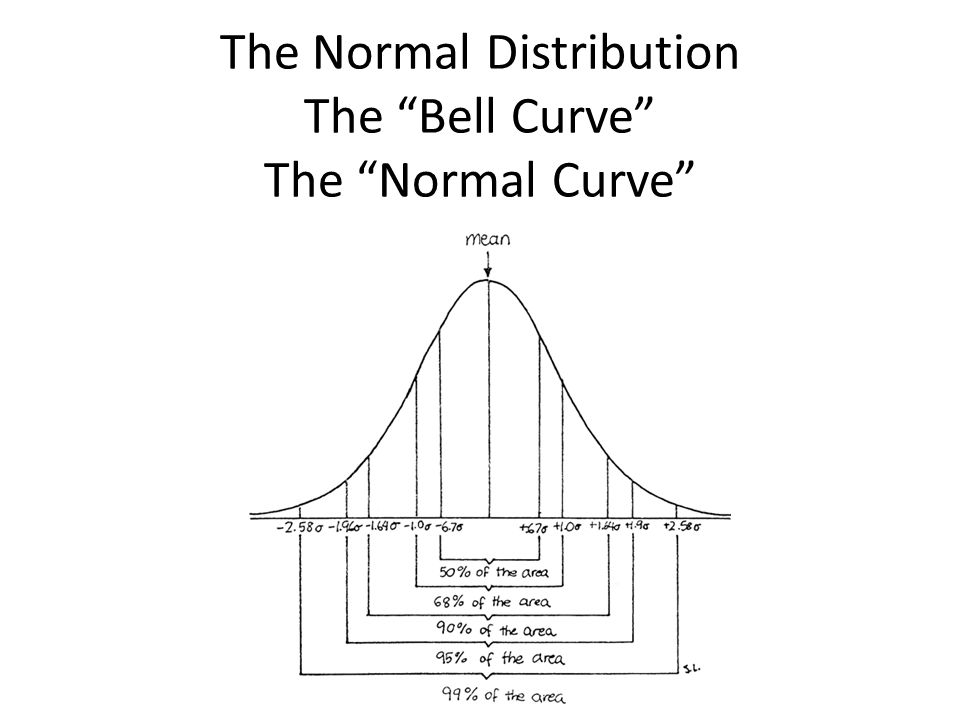 The Normal Distribution
The “Bell Curve”
The “Normal Curve”
mean
-2.58σ -1.96σ -1.64σ -1.0σ -.67σ +.67σ +1.0σ +1.64σ +1.9σ +2.58σ
50% of the area
68% of the area
90% of the area
95% of the area
S.L.
99% of the area